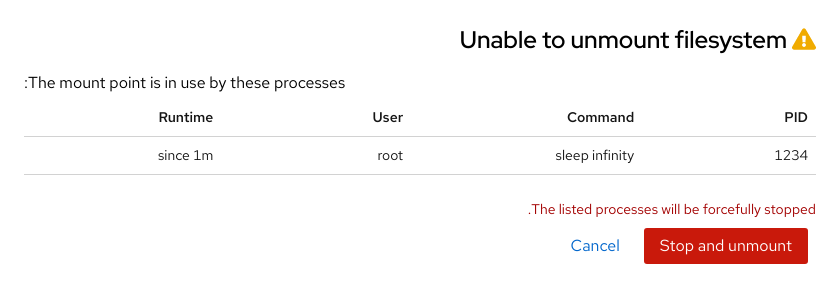 Unable to unmount filesystem
:The mount point is in use by these processes
Runtime User Command PID
since 1m root sleep infinity 1234
.The listed processes will be forcefully stopped
Cancel Stop and unmount